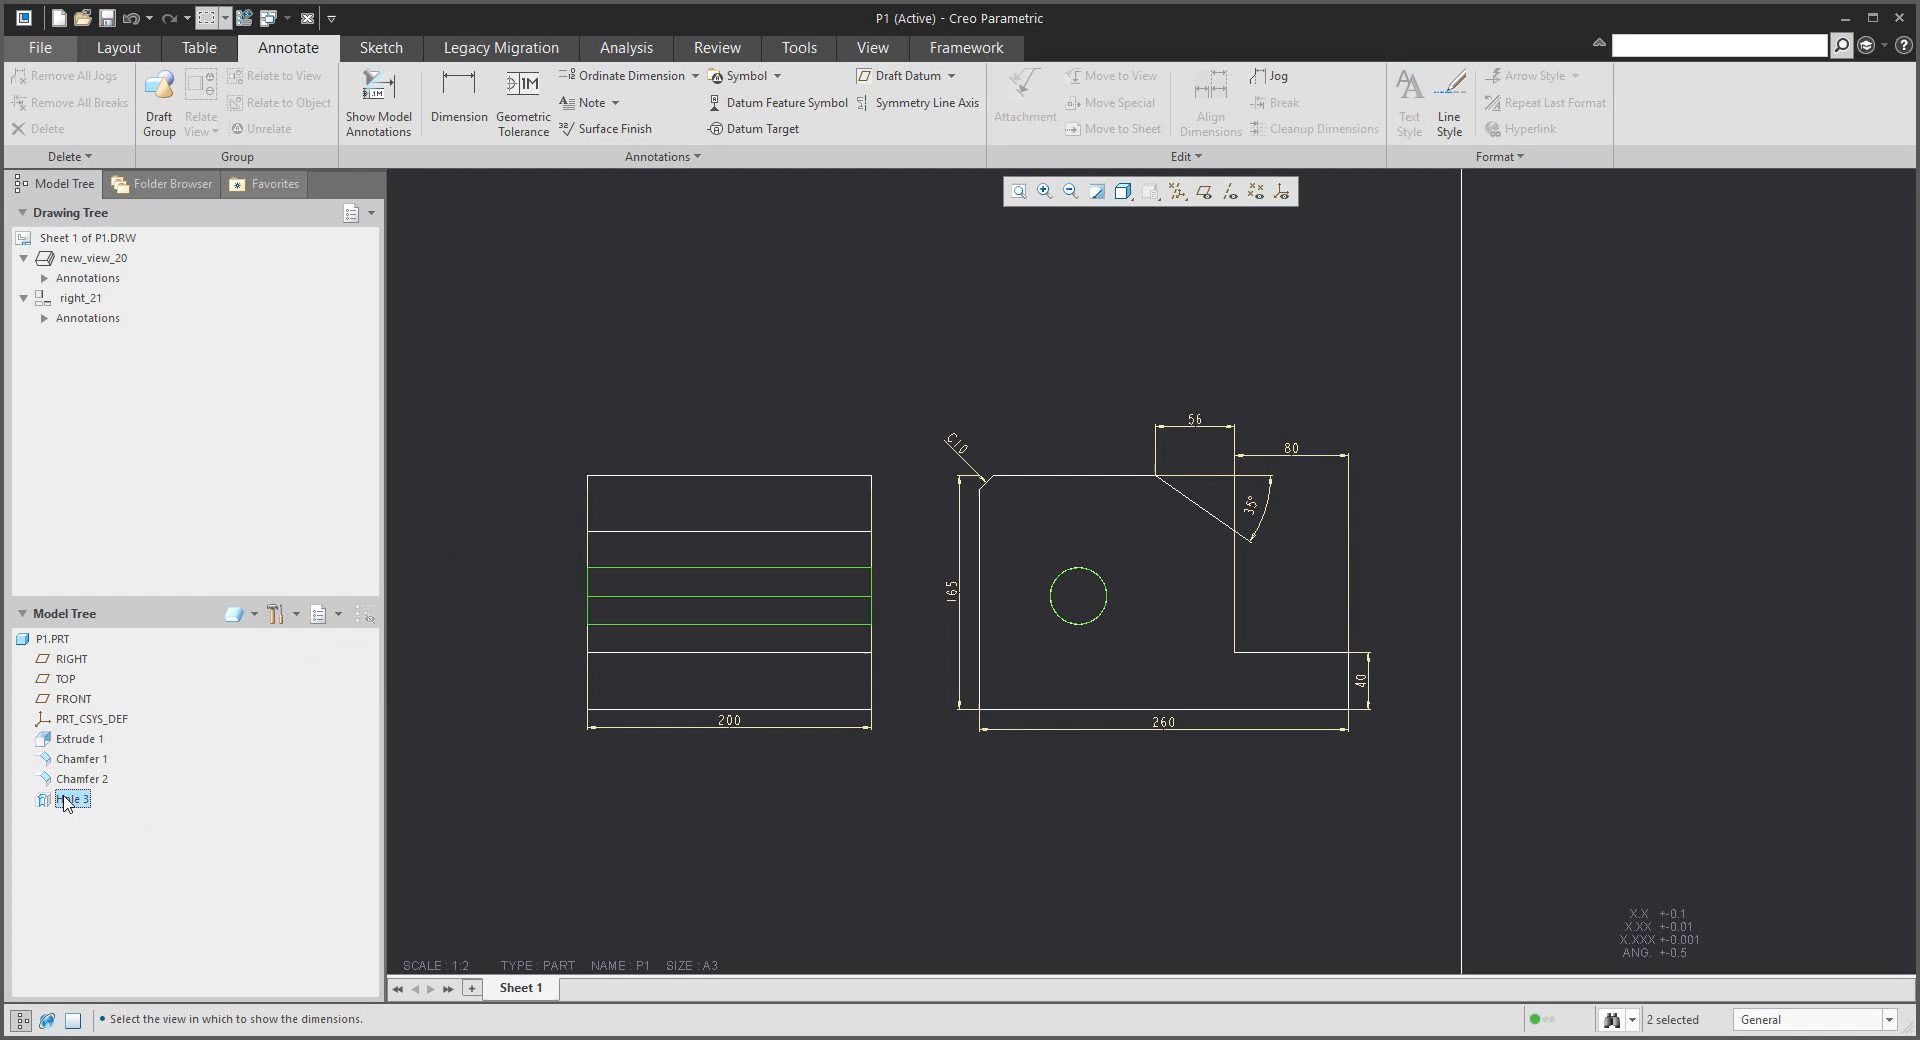 P1 (Active) - Creo Parametric
File Layout Table Annotate Sketch Legacy Migration Analysis Review Tools View Framework
Remove All Jogs
Remove All Breaks
Delete
Delete
Draft Group
Relate View
Relate to View
Relate to Object
Unrelate
Group
Show Model Annotations
Dimension
Geometric Tolerance
Ordinate Dimension
Note
Surface Finish
Symbol
Datum Feature Symbol
Datum Target
Draft Datum
Symmetry Line Axis
Annotations
Attachment
Move to View
Move Special
Move to Sheet
Align Dimensions
Jog
Break
Cleanup Dimensions
Edit
Text Style
Line Style
Arrow Style
Repeat Last Format
Hyperlink
Format
Model Tree Folder Browser Favorites
Drawing Tree
Sheet 1 of P1.DRW
new_view_20
Annotations
right_21
Annotations
Model Tree
P1.PRT
RIGHT
TOP
FRONT
PRT_CSYS_DEF
Extrude 1
Chamfer 1
Chamfer 2
Hole 3
56
80
C10
35°
165
40
200
260
X.X +-0.1
X.XX +-0.01
X.XXX +-0.001
ANG. +-0.5
SCALE : 1:2 TYPE : PART NAME : P1 SIZE : A3
Sheet 1
Select the view in which to show the dimensions.
2 selected
General